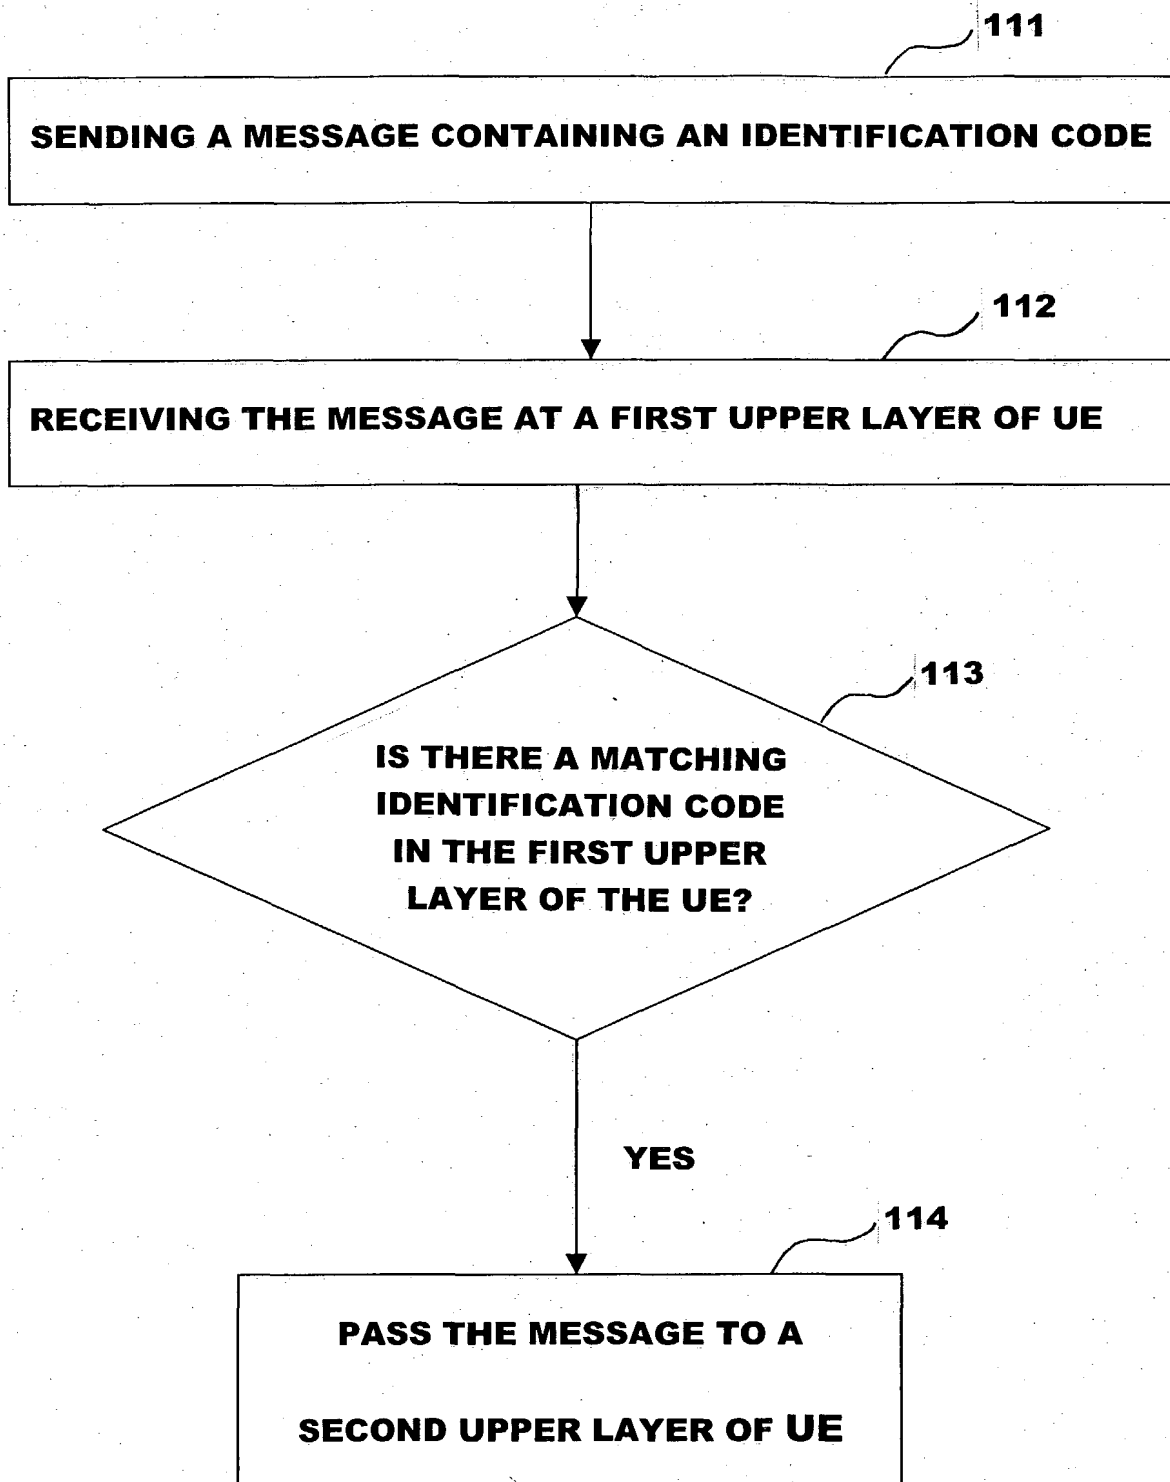 111
SENDING A MESSAGE CONTAINING AN IDENTIFICATION CODE
112
RECEIVING THE MESSAGE AT A FIRST UPPER LAYER OF UE
113
IS THERE A MATCHING
IDENTIFICATION CODE
IN THE FIRST UPPER
LAYER OF THE UE?
YES
114
PASS THE MESSAGE TO A
SECOND UPPER LAYER OF UE